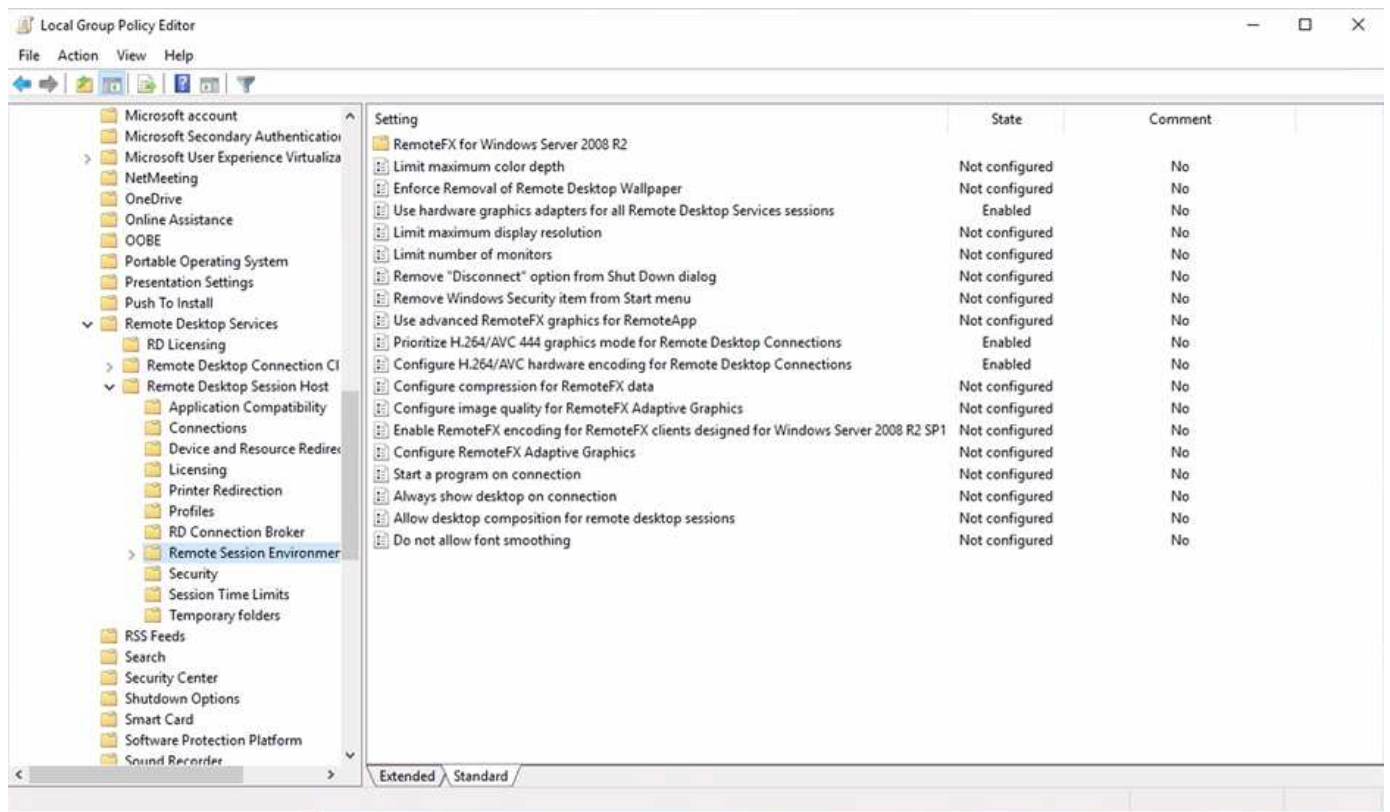 Local Group Policy Editor
File Action View Help
Microsoft account
Microsoft Secondary Authentication
Microsoft User Experience Virtualiza
NetMeeting
OneDrive
Online Assistance
OOBE
Portable Operating System
Presentation Settings
Push To Install
Remote Desktop Services
RD Licensing
Remote Desktop Connection Cl
Remote Desktop Session Host
Application Compatibility
Connections
Device and Resource Redirec
Licensing
Printer Redirection
Profiles
RD Connection Broker
Remote Session Environmen
Security
Session Time Limits
Temporary folders
RSS Feeds
Search
Security Center
Shutdown Options
Smart Card
Software Protection Platform
Sound Recorder
Setting State Comment
RemoteFX for Windows Server 2008 R2
Limit maximum color depth Not configured No
Enforce Removal of Remote Desktop Wallpaper Not configured No
Use hardware graphics adapters for all Remote Desktop Services sessions Enabled No
Limit maximum display resolution Not configured No
Limit number of monitors Not configured No
Remove "Disconnect" option from Shut Down dialog Not configured No
Remove Windows Security item from Start menu Not configured No
Use advanced RemoteFX graphics for RemoteApp Not configured No
Prioritize H.264/AVC 444 graphics mode for Remote Desktop Connections Enabled No
Configure H.264/AVC hardware encoding for Remote Desktop Connections Enabled No
Configure compression for RemoteFX data Not configured No
Configure image quality for RemoteFX Adaptive Graphics Not configured No
Enable RemoteFX encoding for RemoteFX clients designed for Windows Server 2008 R2 SP1 Not configured No
Configure RemoteFX Adaptive Graphics Not configured No
Start a program on connection Not configured No
Always show desktop on connection Not configured No
Allow desktop composition for remote desktop sessions Not configured No
Do not allow font smoothing Not configured No
Extended Standard